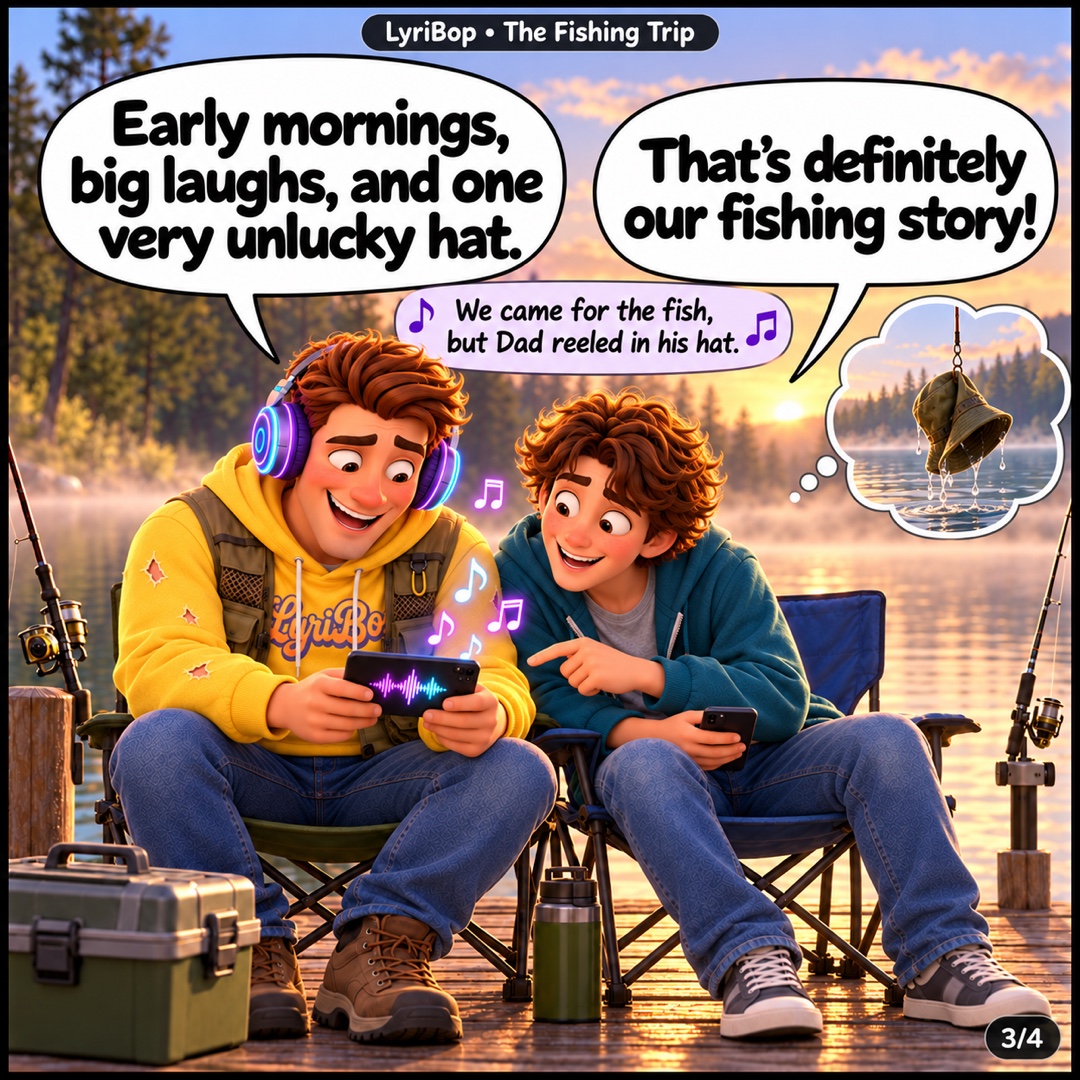 LyriBop • The Fishing Trip
Early mornings,
big laughs, and one
very unlucky hat.
That's definitely
our fishing story!
We came for the fish,
but Dad reeled in his hat.
LyriBo
3/4